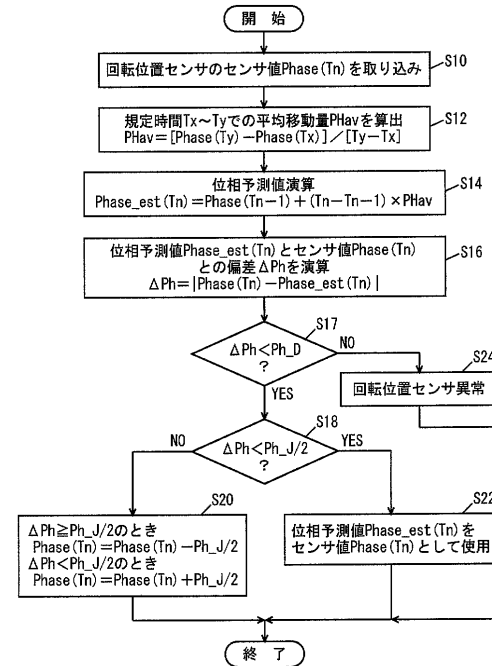 開 始
S10
回転位置センサのセンサ値Phase(Tn)を取り込み
S12
規定時間Tx～Tyでの平均移動量PHavを算出
PHav＝[Phase(Ty)−Phase(Tx)]／[Ty−Tx]
S14
位相予測値演算
Phase_est(Tn)＝Phase(Tn−1)＋(Tn−Tn−1)×PHav
S16
位相予測値Phase_est(Tn)とセンサ値Phase(Tn)
との偏差ΔPhを演算
ΔPh＝|Phase(Tn)−Phase_est(Tn)|
S17
ΔPh＜Ph_D
?
NO
YES
S24
回転位置センサ異常
S18
ΔPh＜Ph_J/2
?
NO
YES
S20
ΔPh≧Ph_J/2のとき
Phase(Tn)＝Phase(Tn)−Ph_J/2
ΔPh＜Ph_J/2のとき
Phase(Tn)＝Phase(Tn)＋Ph_J/2
S22
位相予測値Phase_est(Tn)を
センサ値Phase(Tn)として使用
終 了